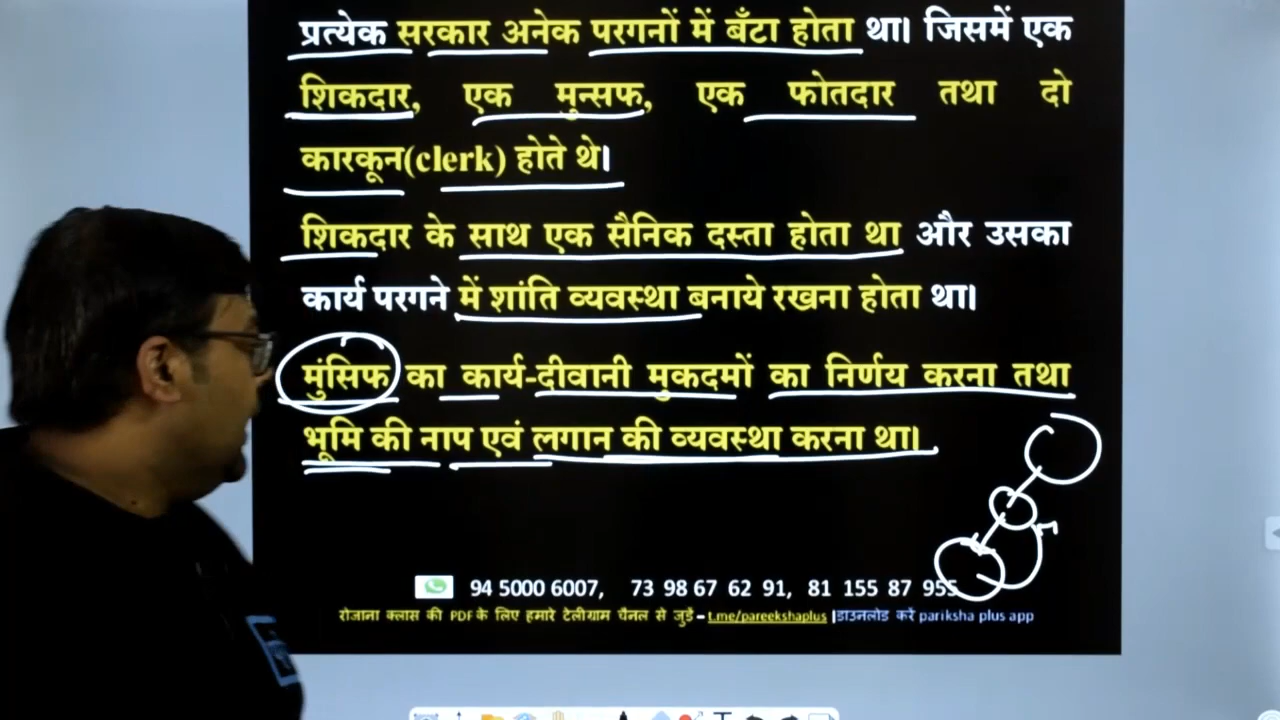 प्रत्येक सरकार अनेक परगनों में बँटा होता था। जिसमें एक
शिकदार, एक मुन्सफ, एक फोतदार तथा दो
कारकून(clerk) होते थे।
शिकदार के साथ एक सैनिक दस्ता होता था और उसका
कार्य परगने में शांति व्यवस्था बनाये रखना होता था।
मुंसिफ का कार्य-दीवानी मुकदमों का निर्णय करना तथा
भूमि की नाप एवं लगान की व्यवस्था करना था।
94 5000 6007, 73 98 67 62 91, 81 155 87 955
रोजाना क्लास की PDF के लिए हमारे टेलीग्राम चैनल से जुड़ें – t.me/pareekshaplus |डाउनलोड करें pariksha plus app